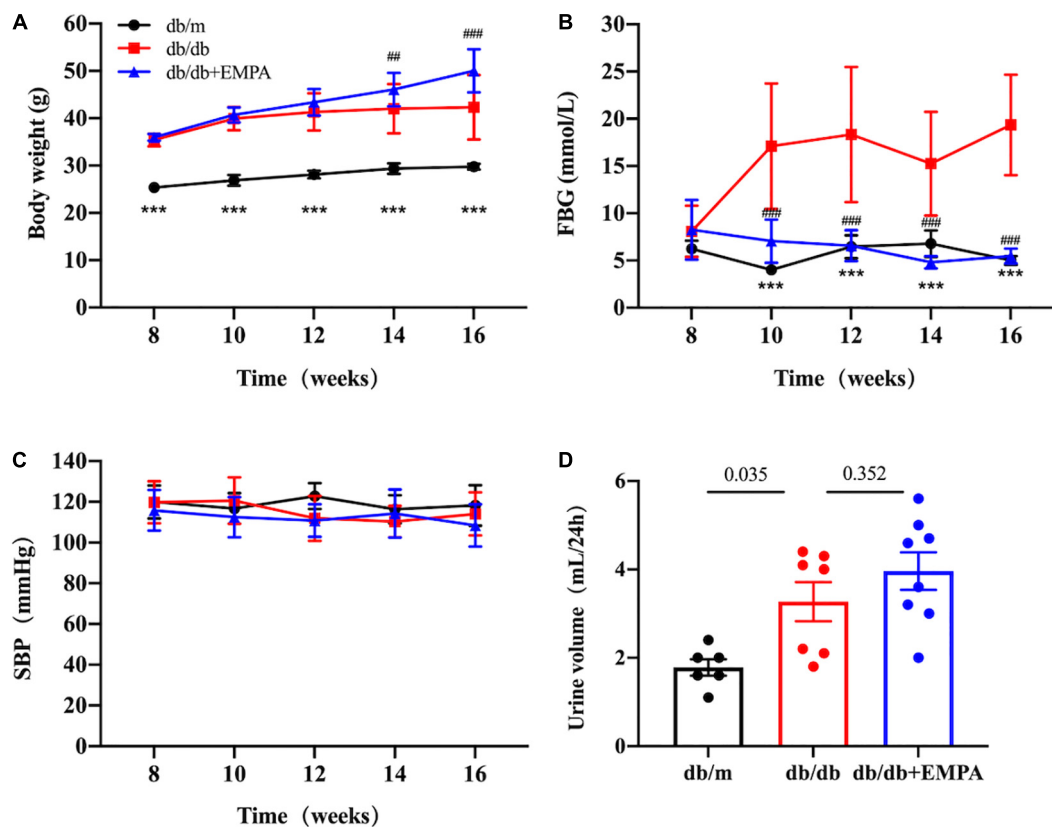 A
60
50
40
30
20
10
0
Body weight (g)
db/m
db/db
db/db+EMPA
## ###
*** *** *** *** ***
8 10 12 14 16
Time (weeks)
B
30
25
20
15
10
5
0
FBG (mmol/L)
### ### ### ###
*** *** *** ***
8 10 12 14 16
Time (weeks)
C
140
120
100
80
60
40
20
0
SBP (mmHg)
8 10 12 14 16
Time (weeks)
D
6
4
2
0
Urine volume (mL/24h)
0.035 0.352
db/m db/db db/db+EMPA